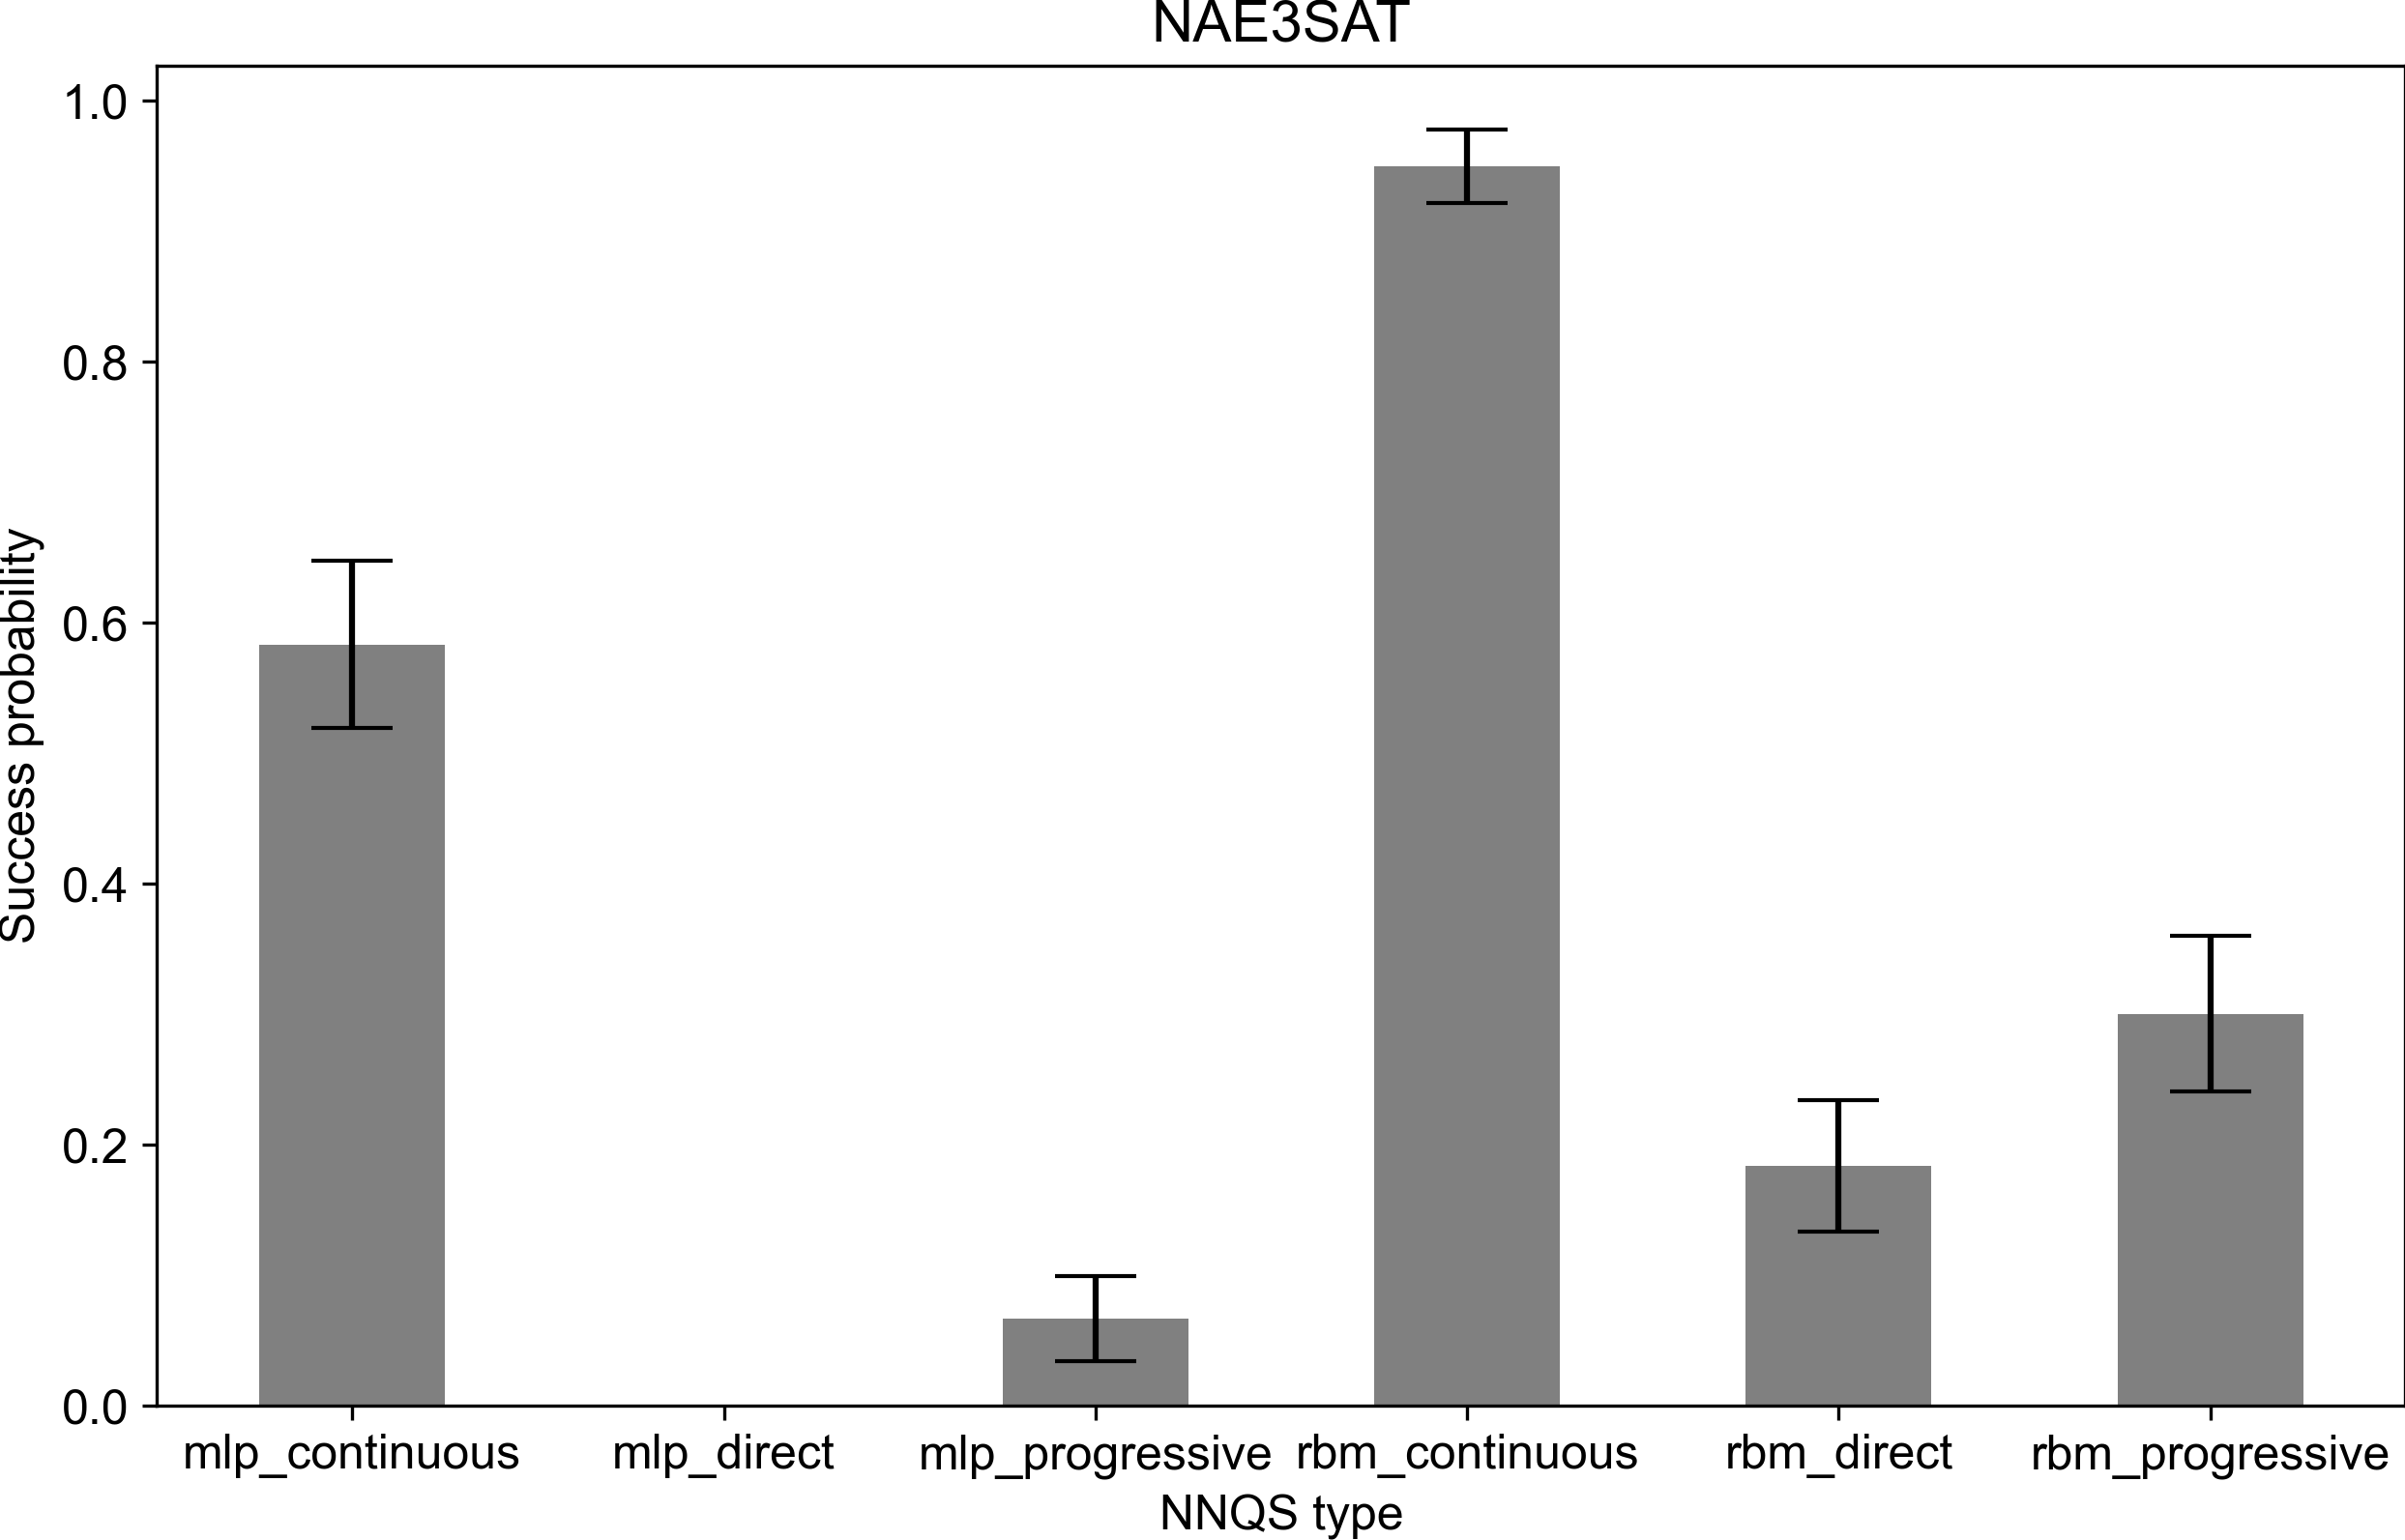 NAE3SAT
Success probability
1.0
0.8
0.6
0.4
0.2
0.0
mlp_continuous mlp_direct mlp_progressive rbm_continuous rbm_direct rbm_progressive
NNQS type